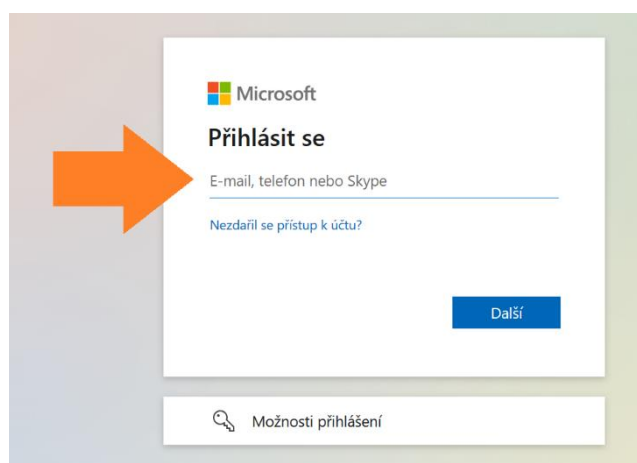 Microsoft
Přihlásit se
E-mail, telefon nebo Skype
Nezdařil se přístup k účtu?
Další
Možnosti přihlášení